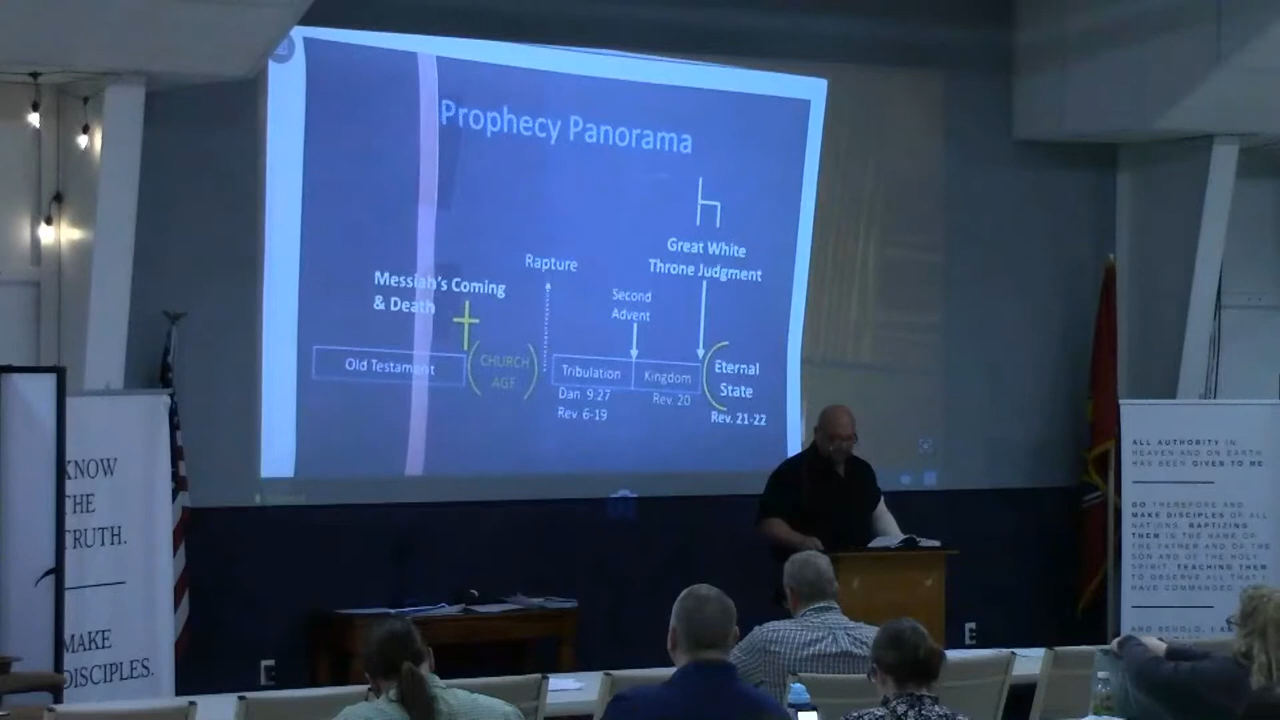 Prophecy Panorama
Great White
Throne Judgment
Rapture
Messiah's Coming
& Death
Second
Advent
Old Testament
CHURCH
AGE
Tribulation
Kingdom
Eternal
State
Dan. 9:27
Rev. 6-19
Rev. 20
Rev. 21-22
KNOW
THE
TRUTH.
MAKE
DISCIPLES.
ALL AUTHORITY IN
HEAVEN AND ON EARTH
HAS BEEN GIVEN TO ME.
GO THEREFORE AND
MAKE DISCIPLES OF ALL
NATIONS, BAPTIZING
THEM IN THE NAME OF
THE FATHER AND OF THE
SON AND OF THE HOLY
SPIRIT, TEACHING THEM
TO OBSERVE ALL THAT I
HAVE COMMANDED
AND BEHOLD, I A